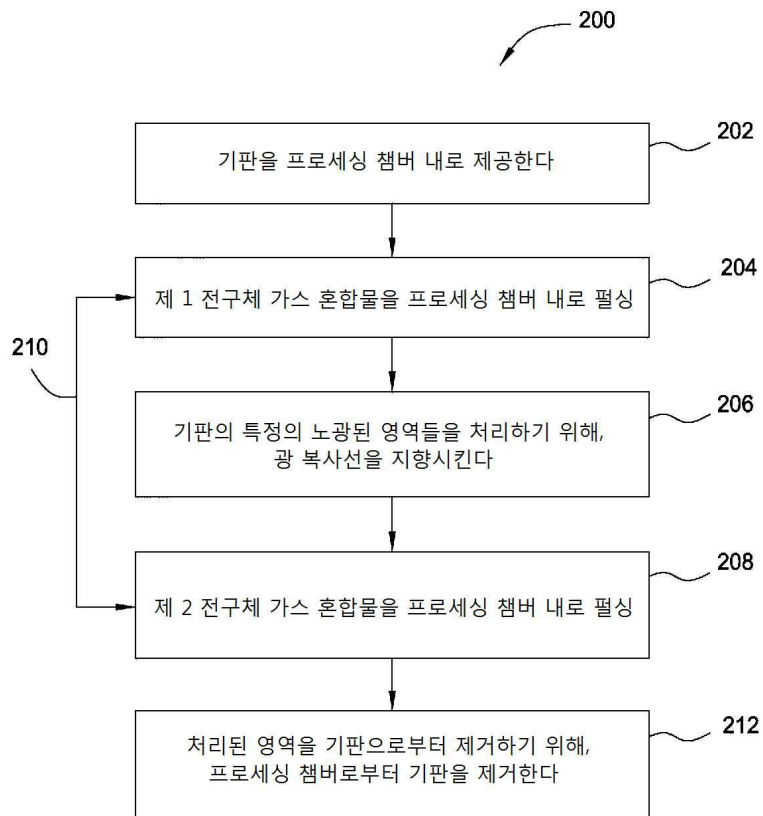 200
기판을 프로세싱 챔버 내로 제공한다
202
제 1 전구체 가스 혼합물을 프로세싱 챔버 내로 펄싱
204
210
기판의 특정의 노광된 영역들을 처리하기 위해,
광 복사선을 지향시킨다
206
제 2 전구체 가스 혼합물을 프로세싱 챔버 내로 펄싱
208
처리된 영역을 기판으로부터 제거하기 위해,
프로세싱 챔버로부터 기판을 제거한다
212